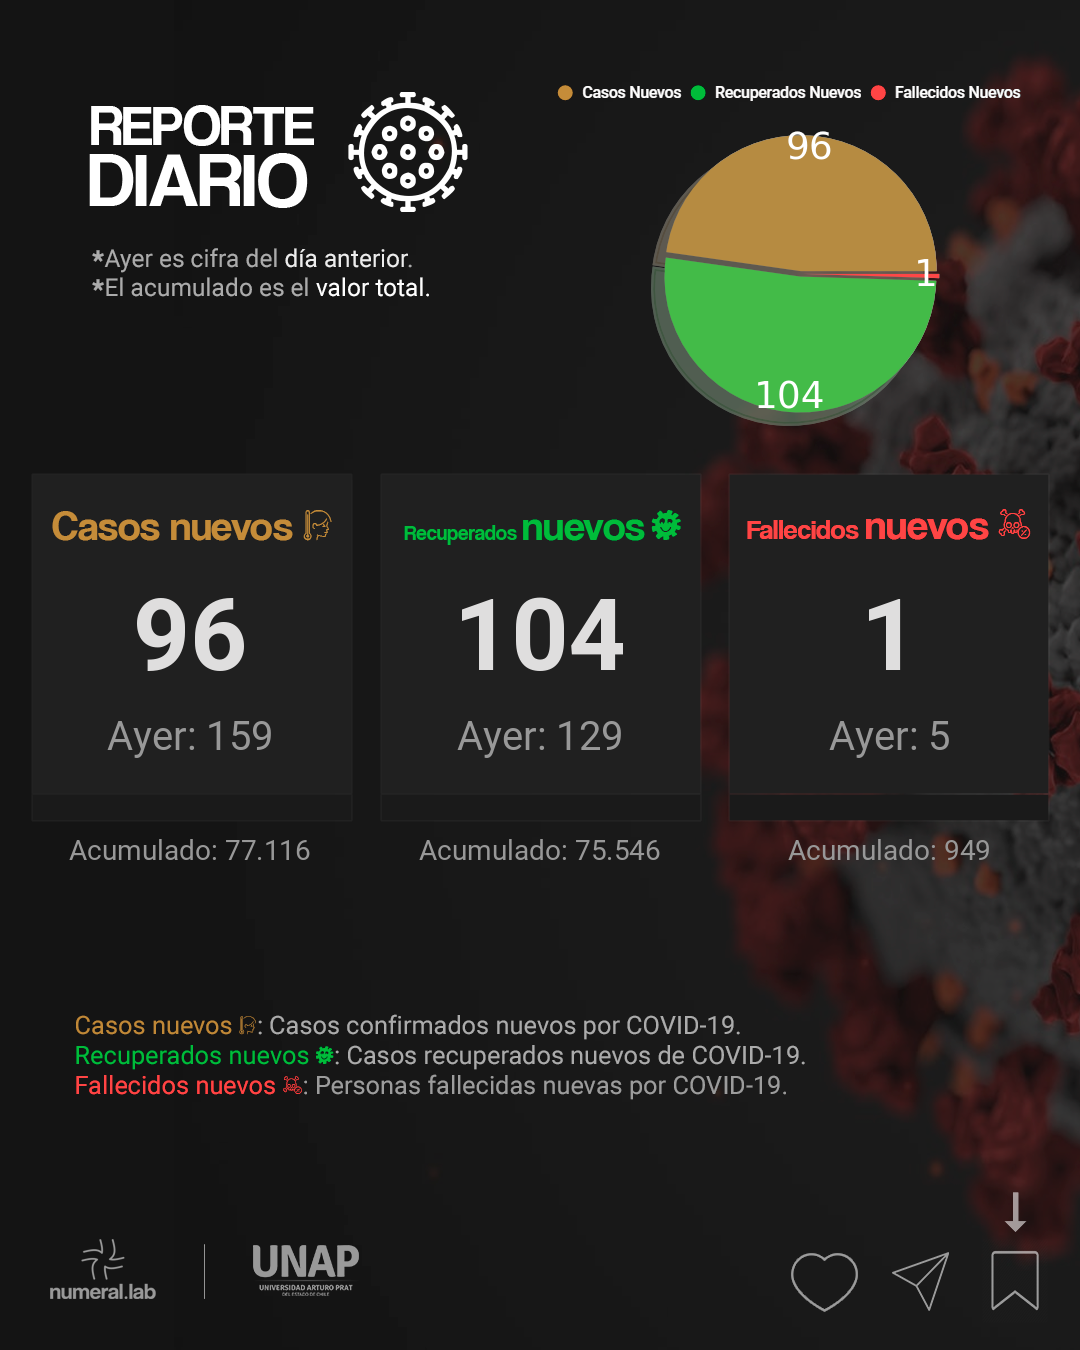 REPORTE
DIARIO
*Ayer es cifra del día anterior.
*El acumulado es el valor total.
Casos Nuevos Recuperados Nuevos Fallecidos Nuevos
96
1
104
Casos nuevos
96
Ayer: 159
Acumulado: 77.116
Recuperados nuevos
104
Ayer: 129
Acumulado: 75.546
Fallecidos nuevos
1
Ayer: 5
Acumulado: 949
Casos nuevos : Casos confirmados nuevos por COVID-19.
Recuperados nuevos : Casos recuperados nuevos de COVID-19.
Fallecidos nuevos : Personas fallecidas nuevas por COVID-19.
numeral.lab
UNAP
UNIVERSIDAD ARTURO PRAT
DEL ESTADO DE CHILE